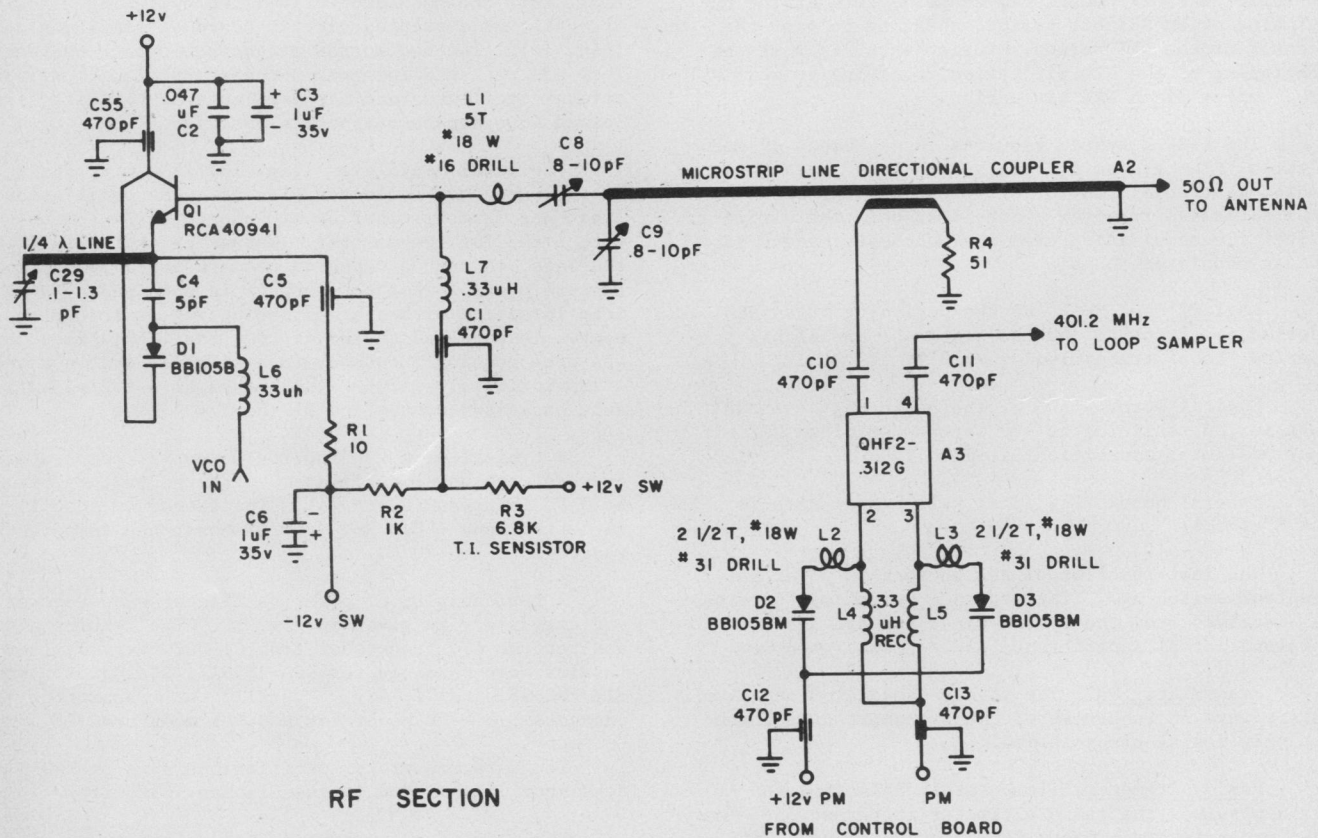 +12v
C55
470pF
.047
uF
C2
+
-
C3
1uF
35v
L1
5T
#18 W
#16 DRILL
C8
.8-10pF
MICROSTRIP LINE DIRECTIONAL COUPLER
A2
50Ω OUT
TO ANTENNA
Q1
RCA40941
1/4 λ LINE
C29
.1-1.3
pF
C4
5pF
C5
470pF
L7
.33uH
C9
.8-10pF
R4
51
C1
470pF
401.2 MHz
TO LOOP SAMPLER
D1
BB105B
L6
33uh
C10
470pF
C11
470pF
1
4
QHF2-
.312G
A3
2
3
VCO
IN
R1
10
R2
1K
R3
6.8K
T.I. SENSISTOR
+12v SW
C6
1uF
35v
-
+
-12v SW
2 1/2 T, #18W
#31 DRILL
L2
L3
2 1/2 T, #18W
#31 DRILL
D2
BB105BM
L4
.33
uH
REC
L5
D3
BB105BM
C12
470pF
C13
470pF
+12v PM
PM
FROM CONTROL BOARD
RF SECTION